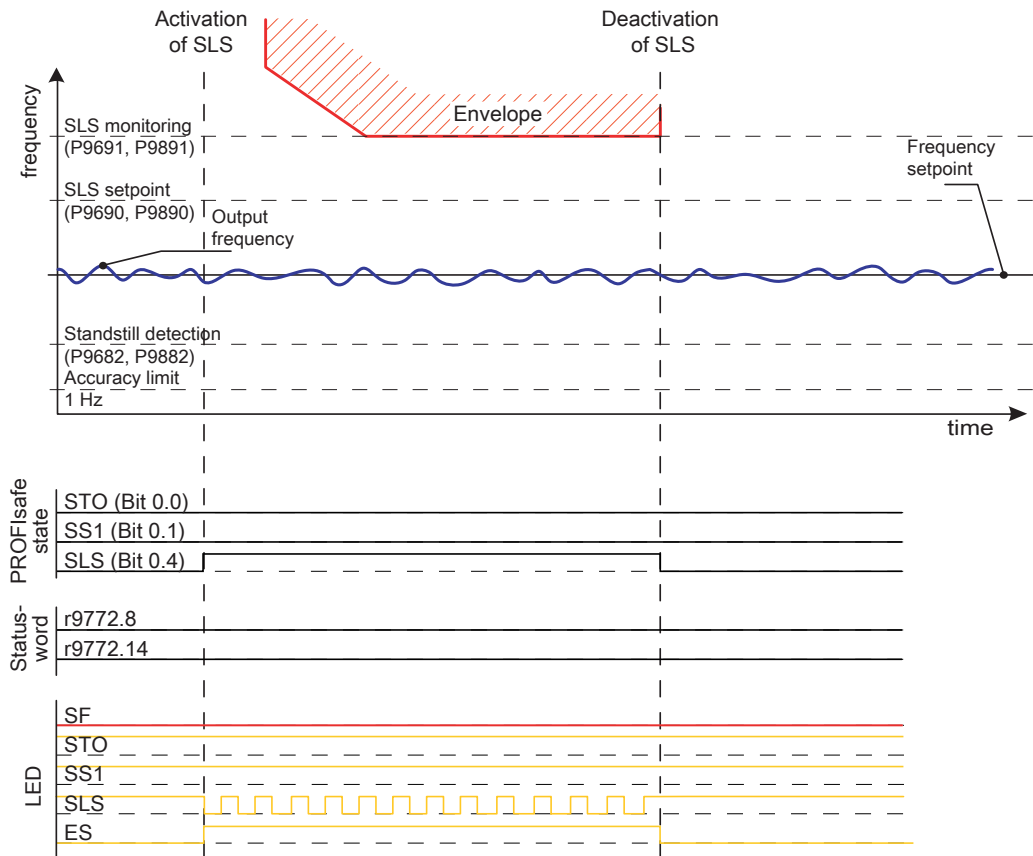 Activation
of SLS
Deactivation
of SLS
frequency
Envelope
SLS monitoring
(P9691, P9891)
Frequency
setpoint
SLS setpoint
(P9690, P9890)
Output
frequency
Standstill detection
(P9682, P9882)
Accuracy limit
1 Hz
time
PROFIsafe
state
STO (Bit 0.0)
SS1 (Bit 0.1)
SLS (Bit 0.4)
Status-
word
r9772.8
r9772.14
LED
SF
STO
SS1
SLS
ES